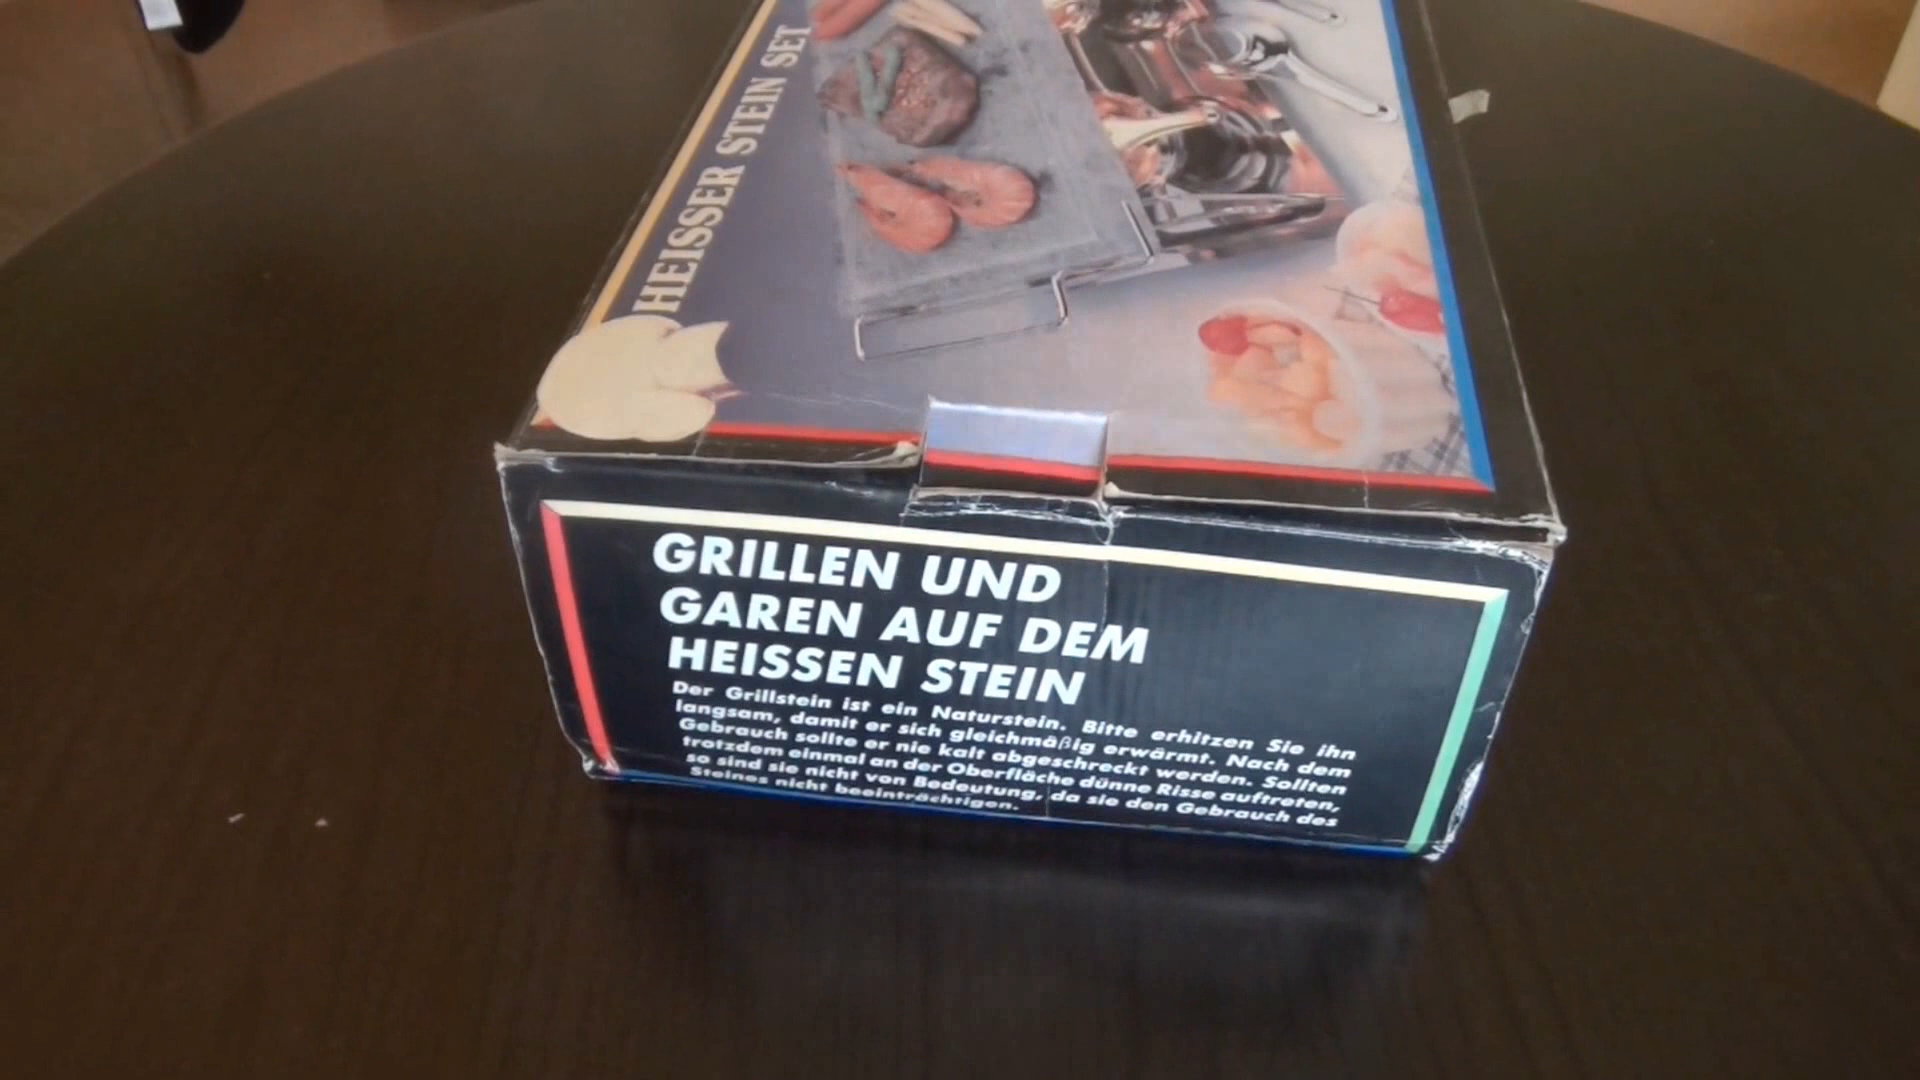 HEISSER STEIN SET
GRILLEN UND
GAREN AUF DEM
HEISSEN STEIN
Der Grillstein ist ein Naturstein. Bitte erhitzen Sie ihn
langsam, damit er sich gleichmäßig erwärmt. Nach dem
Gebrauch sollte er nie kalt abgeschreckt werden. Sollten
trotzdem einmal an der Oberfläche dünne Risse auftreten,
so sind sie nicht von Bedeutung, da sie den Gebrauch des
Steines nicht beeinträchtigen.